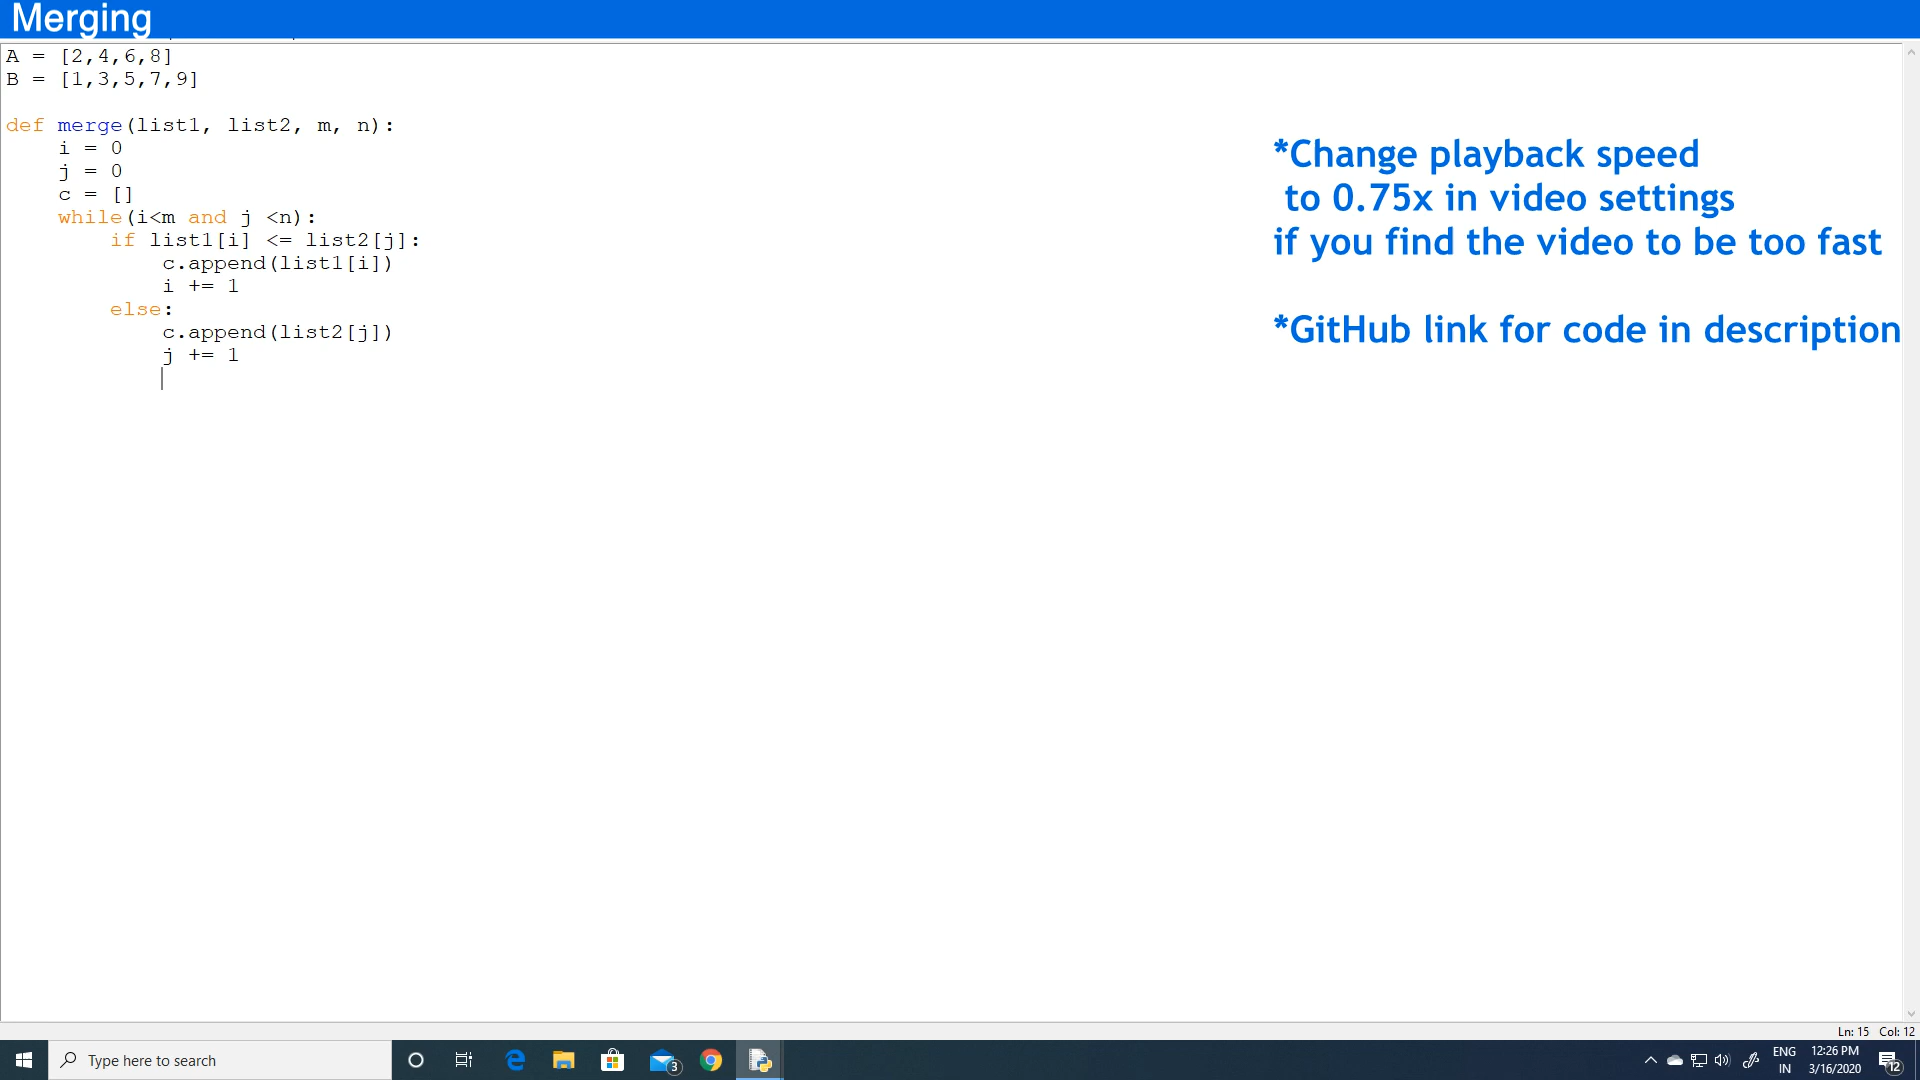 Merging
A = [2,4,6,8]
B = [1,3,5,7,9]
def merge(list1, list2, m, n):
    i = 0
    j = 0
    c = []
    while(i<m and j <n):
        if list1[i] <= list2[j]:
            c.append(list1[i])
            i += 1
        else:
            c.append(list2[j])
            j += 1
*Change playback speed
to 0.75x in video settings
if you find the video to be too fast
*GitHub link for code in description
Ln: 15 Col: 12
Type here to search
3
ENG
IN
12:26 PM
3/16/2020
12